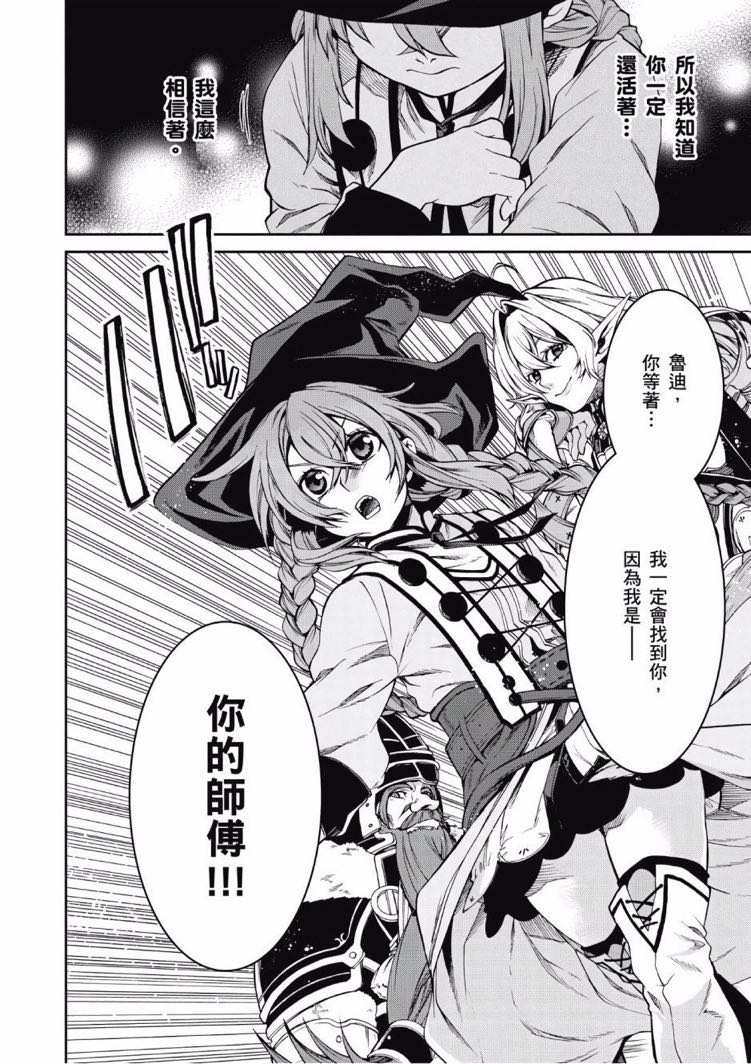 所以我知道
你一定
還活著…
我這麼
相信著。
魯迪，
你等著…
我一定會找到你，
因為我是——
你的師傅!!!